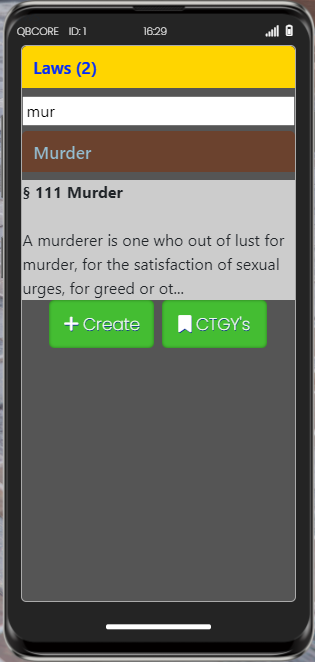 QBCORE ID: 1 16:29
Laws (2)
mur
Murder
§ 111 Murder
A murderer is one who out of lust for
murder, for the satisfaction of sexual
urges, for greed or ot...
Create CTGY's